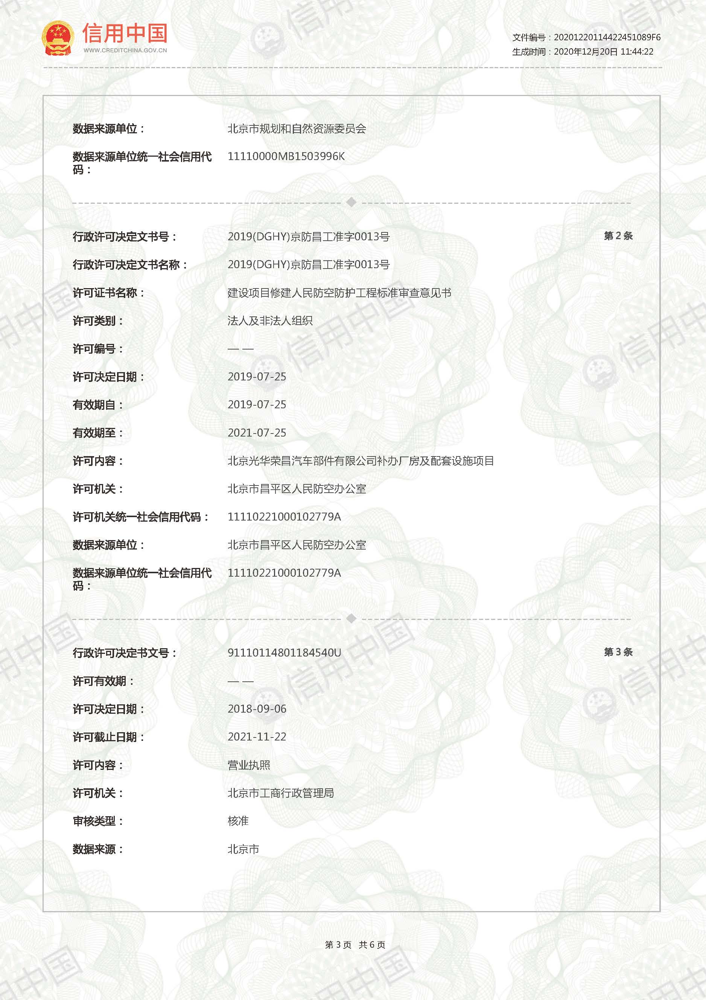 信用中国
WWW.CREDITCHINA.GOV.CN
文件编号：20201220114422451089F6
生成时间：2020年12月20日 11:44:22
数据来源单位： 北京市规划和自然资源委员会
数据来源单位统一社会信用代 11110000MB1503996K
码：
行政许可决定文书号： 2019(DGHY)京防昌工准字0013号 第 2 条
行政许可决定文书名称： 2019(DGHY)京防昌工准字0013号
许可证书名称： 建设项目修建人民防空防护工程标准审查意见书
许可类别： 法人及非法人组织
许可编号： — —
许可决定日期： 2019-07-25
有效期自： 2019-07-25
有效期至： 2021-07-25
许可内容： 北京光华荣昌汽车部件有限公司补办厂房及配套设施项目
许可机关： 北京市昌平区人民防空办公室
许可机关统一社会信用代码： 11110221000102779A
数据来源单位： 北京市昌平区人民防空办公室
数据来源单位统一社会信用代 11110221000102779A
码：
行政许可决定书文号： 91110114801184540U 第 3 条
许可有效期： — —
许可决定日期： 2018-09-06
许可截止日期： 2021-11-22
许可内容： 营业执照
许可机关： 北京市工商行政管理局
审核类型： 核准
数据来源： 北京市
第 3 页 共 6 页